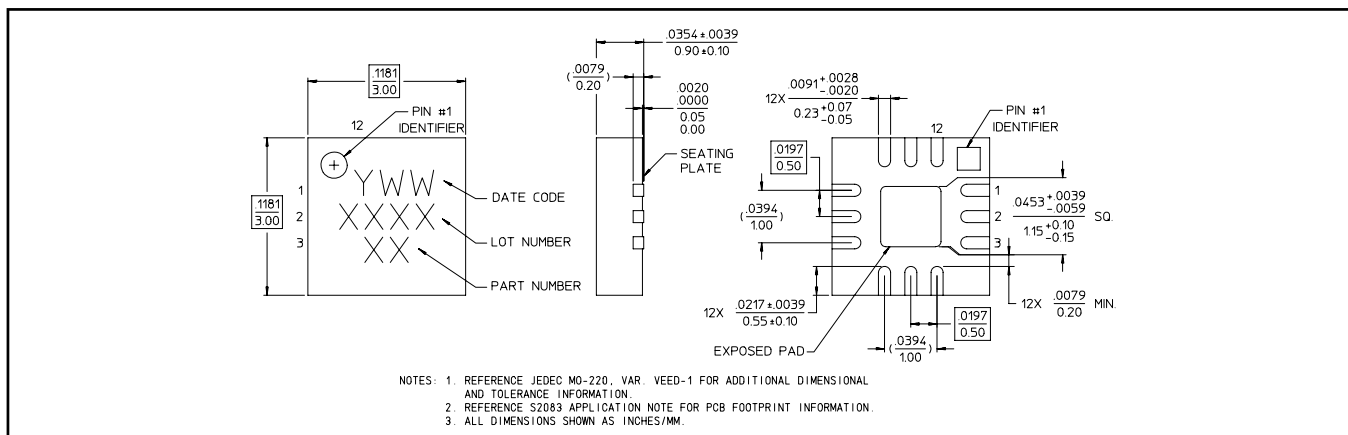 .1181
3.00
12
PIN #1
IDENTIFIER
.1181
3.00
1
2
3
YWW
XXXX
XX
DATE CODE
LOT NUMBER
PART NUMBER
.0354±.0039
0.90±0.10
(.0079
0.20)
.0020
.0000
0.05
0.00
SEATING
PLATE
12X .0091+.0028
-.0020
0.23+0.07
-0.05
12
PIN #1
IDENTIFIER
.0197
0.50
(.0394
1.00)
1
2
3
.0453+.0039
-.0059
1.15+0.10
-0.15
SQ.
12X .0217±.0039
0.55±0.10
12X .0079
0.20 MIN.
.0197
0.50
(.0394
1.00)
EXPOSED PAD
NOTES: 1. REFERENCE JEDEC MO-220, VAR. VEED-1 FOR ADDITIONAL DIMENSIONAL
AND TOLERANCE INFORMATION.
2. REFERENCE S2083 APPLICATION NOTE FOR PCB FOOTPRINT INFORMATION.
3. ALL DIMENSIONS SHOWN AS INCHES/MM.